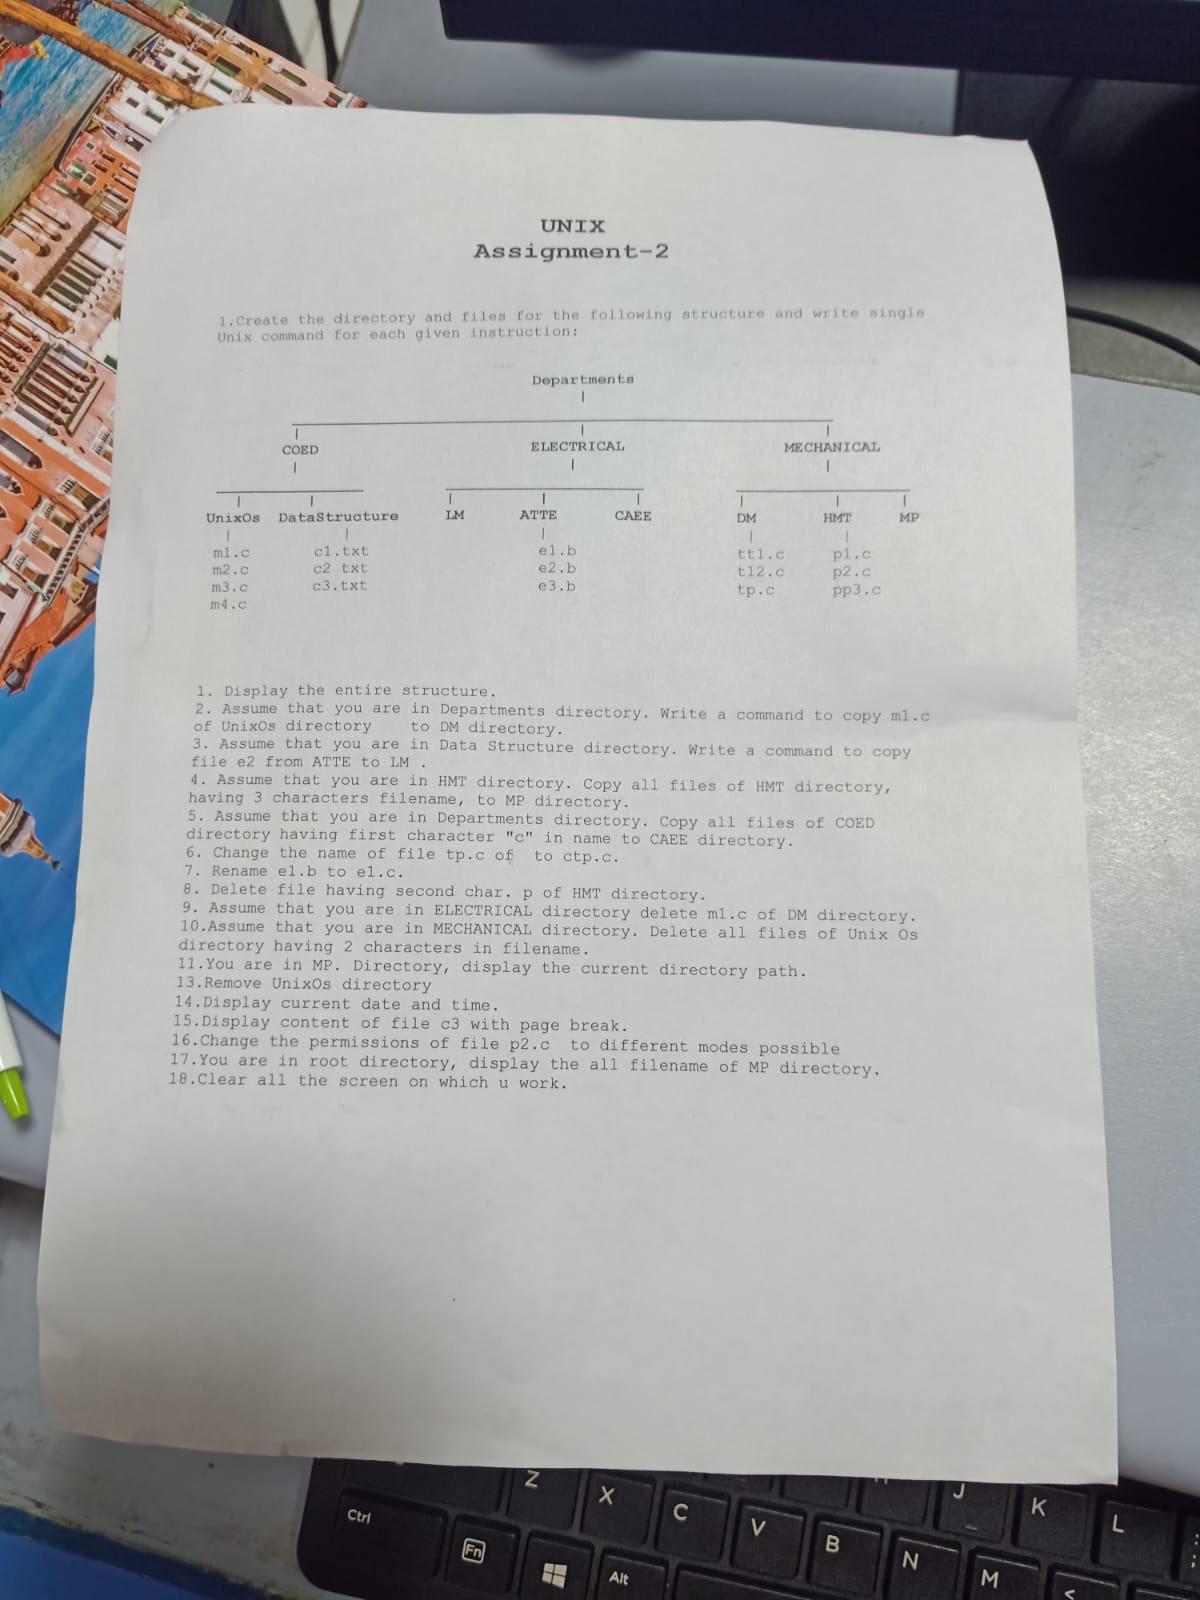 UNIX
Assignment-2
1.Create the directory and files for the following structure and write single
Unix command for each given instruction:
Departments
COED ELECTRICAL MECHANICAL
UnixOs DataStructure LM ATTE CAEE DM HMT MP
m1.c c1.txt e1.b tt1.c p1.c
m2.c c2 txt e2.b t12.c p2.c
m3.c c3.txt e3.b tp.c pp3.c
m4.c
1. Display the entire structure.
2. Assume that you are in Departments directory. Write a command to copy m1.c
of UnixOs directory to DM directory.
3. Assume that you are in Data Structure directory. Write a command to copy
file e2 from ATTE to LM .
4. Assume that you are in HMT directory. Copy all files of HMT directory,
having 3 characters filename, to MP directory.
5. Assume that you are in Departments directory. Copy all files of COED
directory having first character "c" in name to CAEE directory.
6. Change the name of file tp.c of to ctp.c.
7. Rename e1.b to e1.c.
8. Delete file having second char. p of HMT directory.
9. Assume that you are in ELECTRICAL directory delete m1.c of DM directory.
10.Assume that you are in MECHANICAL directory. Delete all files of Unix Os
directory having 2 characters in filename.
11.You are in MP. Directory, display the current directory path.
13.Remove UnixOs directory
14.Display current date and time.
15.Display content of file c3 with page break.
16.Change the permissions of file p2.c to different modes possible
17.You are in root directory, display the all filename of MP directory.
18.Clear all the screen on which u work.
Z X C V B N M J K L <
Ctrl Fn Alt